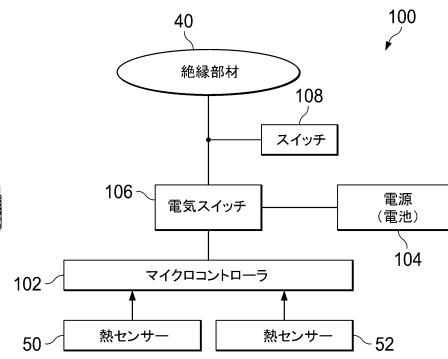 40
100
絶縁部材
108
スイッチ
106
電気スイッチ
電源
（電池）
104
102
マイクロコントローラ
50
熱センサー
熱センサー
52